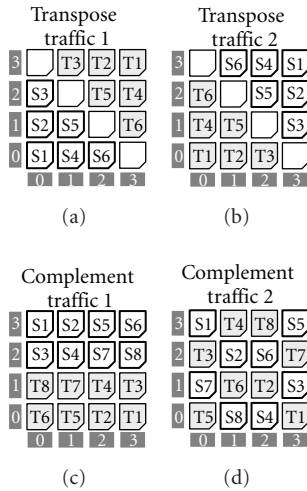 Transpose
traffic 1
3 T3 T2 T1
2 S3 T5 T4
1 S2 S5 T6
0 S1 S4 S6
0 1 2 3
(a)
Transpose
traffic 2
3 S6 S4 S1
2 T6 S5 S2
1 T4 T5 S3
0 T1 T2 T3
0 1 2 3
(b)
Complement
traffic 1
3 S1 S2 S5 S6
2 S3 S4 S7 S8
1 T8 T7 T4 T3
0 T6 T5 T2 T1
0 1 2 3
(c)
Complement
traffic 2
3 S1 T4 T8 S5
2 T3 S2 S6 T7
1 S7 T6 T2 S3
0 T5 S8 S4 T1
0 1 2 3
(d)